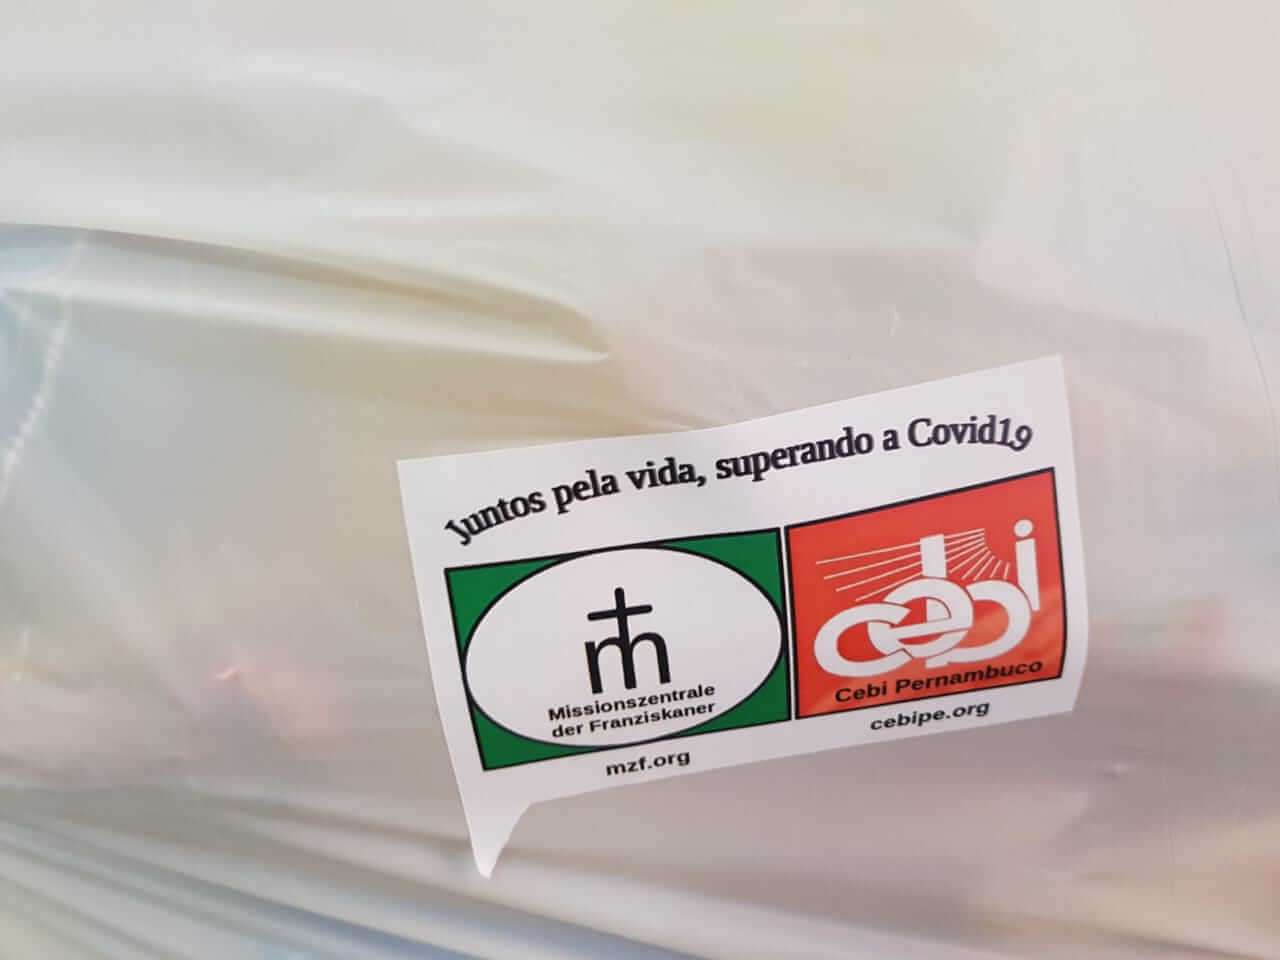 Juntos pela vida, superando a Covid19
Missionszentrale
der Franziskaner
mzf.org
cebi
Cebi Pernambuco
cebipe.org